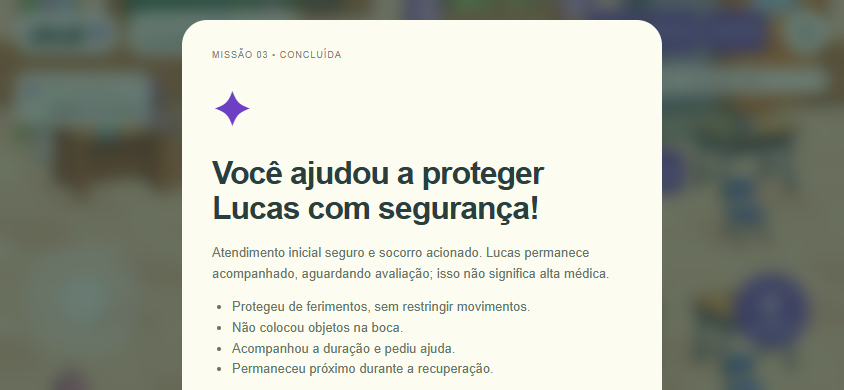 MISSÃO 03 • CONCLUÍDA
Você ajudou a proteger
Lucas com segurança!
Atendimento inicial seguro e socorro acionado. Lucas permanece
acompanhado, aguardando avaliação; isso não significa alta médica.
• Protegeu de ferimentos, sem restringir movimentos.
• Não colocou objetos na boca.
• Acompanhou a duração e pediu ajuda.
• Permaneceu próximo durante a recuperação.